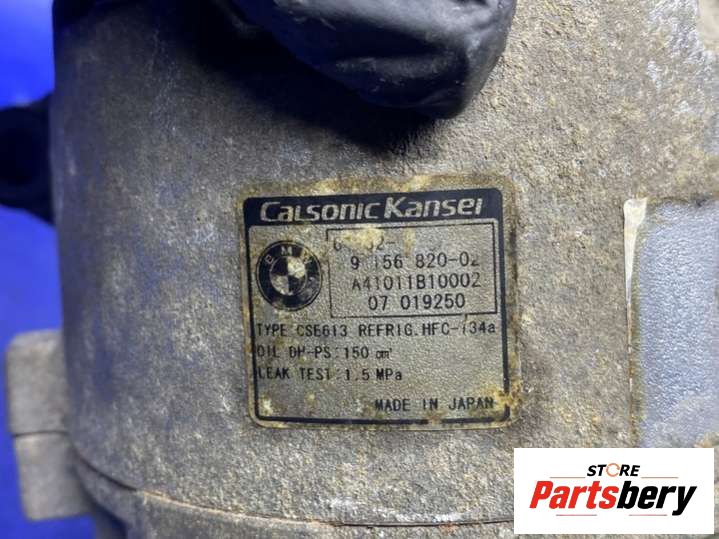 CALSONIC KANSEI
BMW
9 156 820-02
A41011B10002
07 019250
TYPE CSE613 REFRIG. HFC-134a
OIL DH-PS:150 cm³
LEAK TEST:1.5 MPa
MADE IN JAPAN
STORE
Partsbery